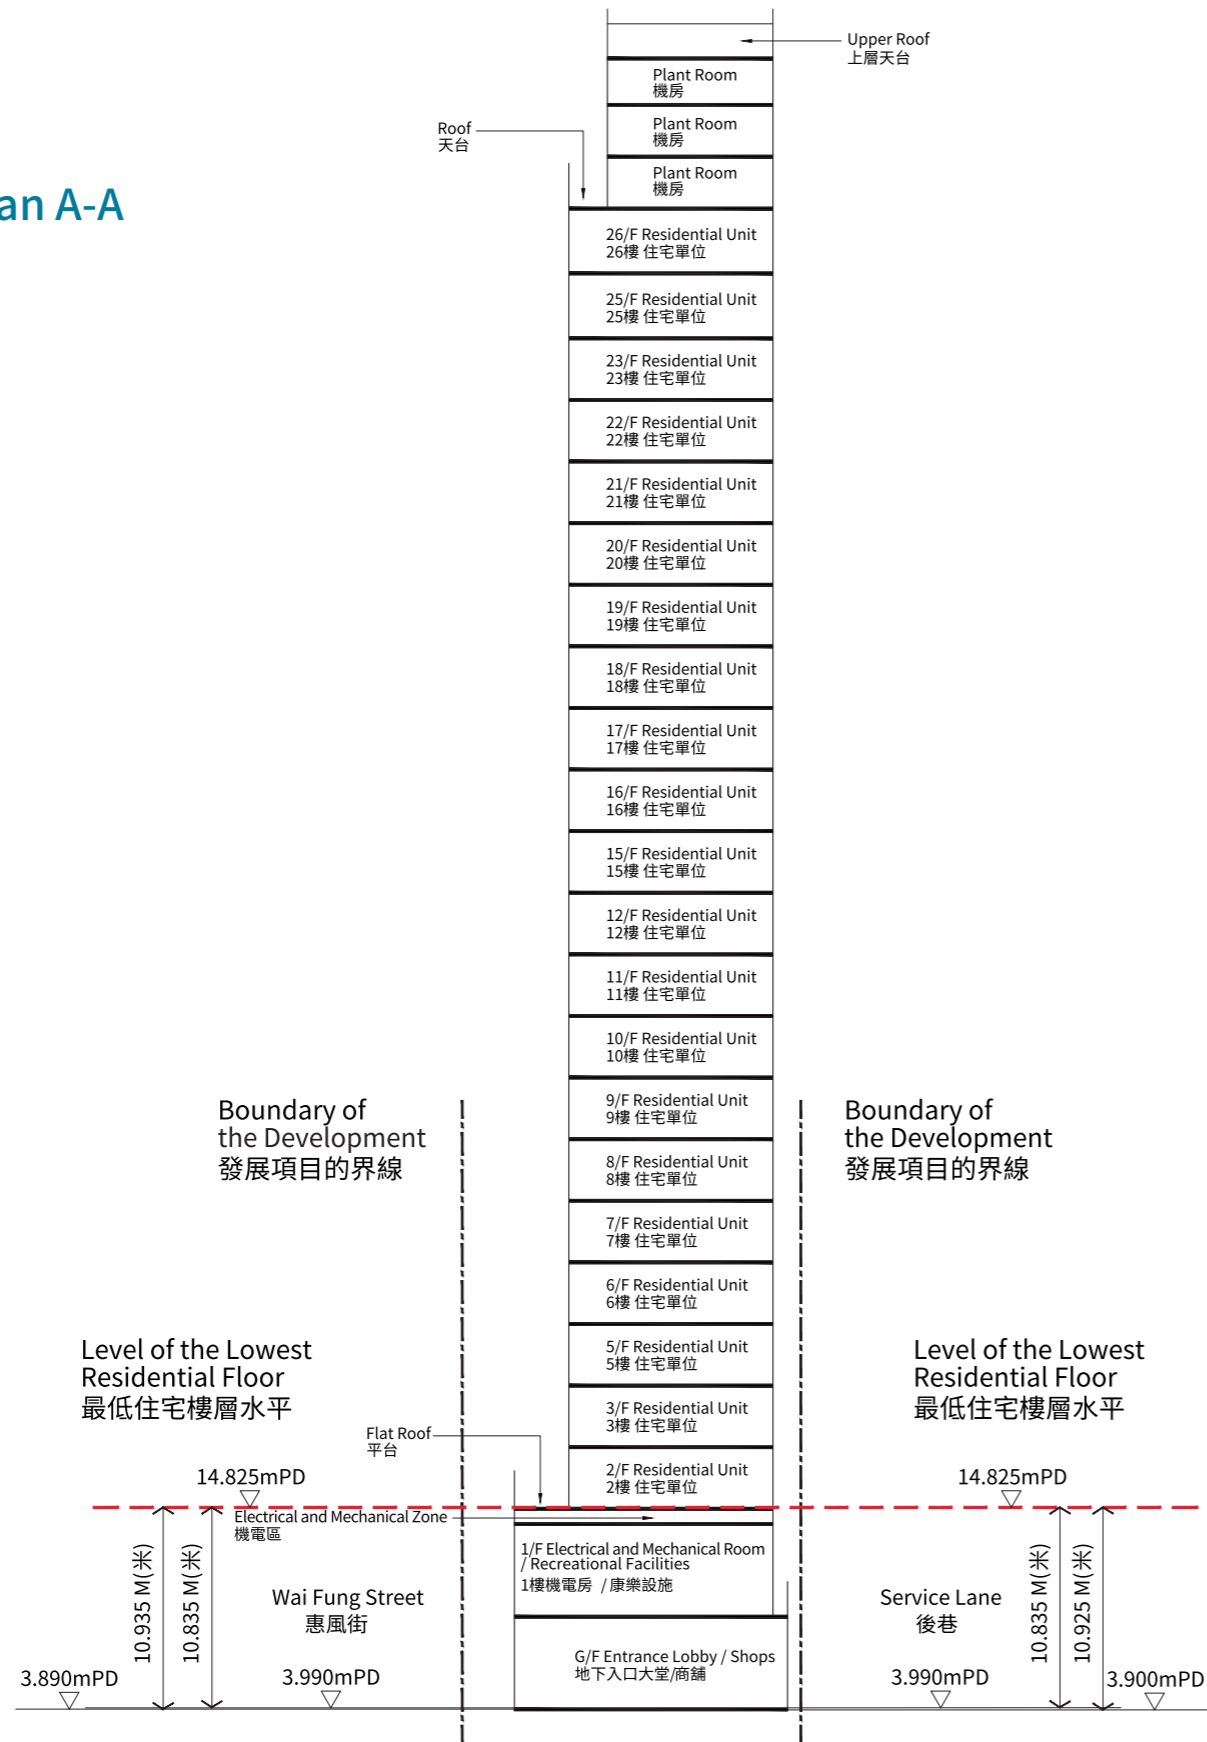 Upper Roof
上層天台
Plant Room
機房
Plant Room
機房
Roof
天台
Plant Room
機房
an A-A
26/F Residential Unit
26樓 住宅單位
25/F Residential Unit
25樓 住宅單位
23/F Residential Unit
23樓 住宅單位
22/F Residential Unit
22樓 住宅單位
21/F Residential Unit
21樓 住宅單位
20/F Residential Unit
20樓 住宅單位
19/F Residential Unit
19樓 住宅單位
18/F Residential Unit
18樓 住宅單位
17/F Residential Unit
17樓 住宅單位
16/F Residential Unit
16樓 住宅單位
15/F Residential Unit
15樓 住宅單位
12/F Residential Unit
12樓 住宅單位
11/F Residential Unit
11樓 住宅單位
10/F Residential Unit
10樓 住宅單位
9/F Residential Unit
9樓 住宅單位
Boundary of
the Development
發展項目的界線
Boundary of
the Development
發展項目的界線
8/F Residential Unit
8樓 住宅單位
7/F Residential Unit
7樓 住宅單位
6/F Residential Unit
6樓 住宅單位
5/F Residential Unit
5樓 住宅單位
Level of the Lowest
Residential Floor
最低住宅樓層水平
Level of the Lowest
Residential Floor
最低住宅樓層水平
3/F Residential Unit
3樓 住宅單位
Flat Roof
平台
2/F Residential Unit
2樓 住宅單位
14.825mPD
14.825mPD
Electrical and Mechanical Zone
機電區
1/F Electrical and Mechanical Room
/ Recreational Facilities
1樓機電房 / 康樂設施
10.935 M(米)
10.835 M(米)
Wai Fung Street
惠風街
Service Lane
後巷
10.835 M(米)
10.925 M(米)
G/F Entrance Lobby / Shops
地下入口大堂/商舖
3.890mPD
3.990mPD
3.990mPD
3.900mPD